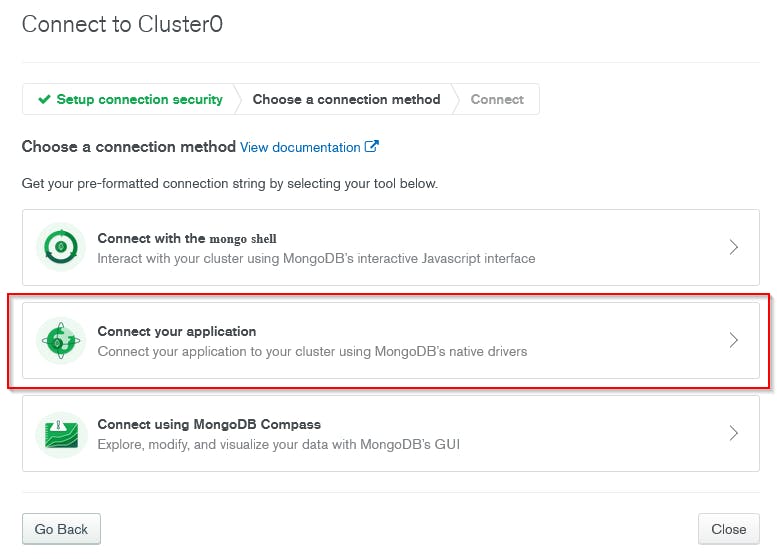 Connect to Cluster0
Setup connection security Choose a connection method Connect
Choose a connection method View documentation
Get your pre-formatted connection string by selecting your tool below.
Connect with the mongo shell
Interact with your cluster using MongoDB's interactive Javascript interface
Connect your application
Connect your application to your cluster using MongoDB's native drivers
Connect using MongoDB Compass
Explore, modify, and visualize your data with MongoDB's GUI
Go Back Close